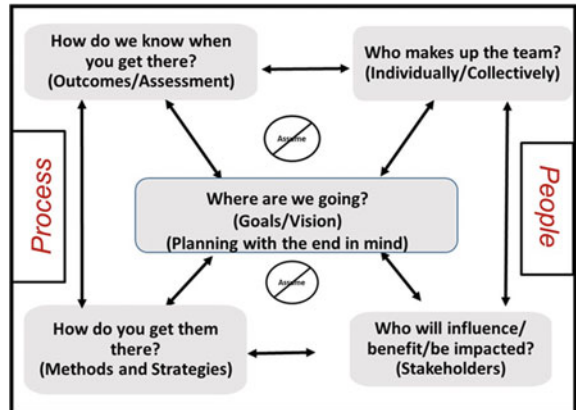 How do we know when
you get there?
(Outcomes/Assessment)
Who makes up the team?
(Individually/Collectively)
Assume
Process
Where are we going?
(Goals/Vision)
(Planning with the end in mind)
People
Assume
How do you get them
there?
(Methods and Strategies)
Who will influence/
benefit/be impacted?
(Stakeholders)